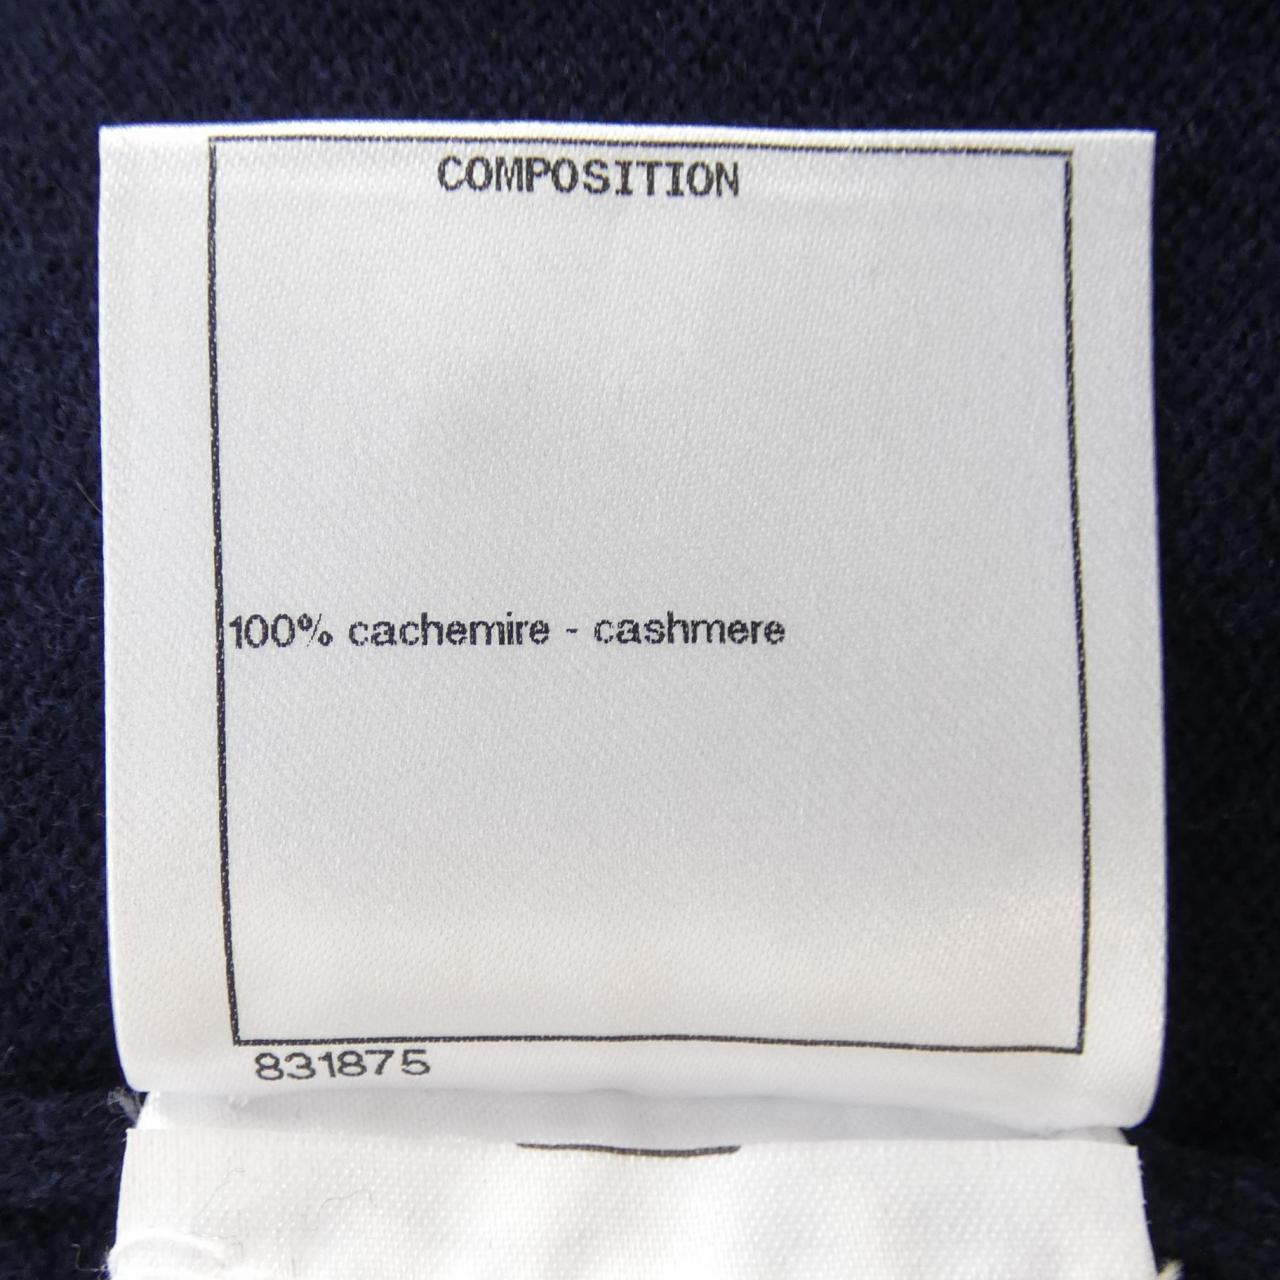 COMPOSITION
100% cachemire - cashmere
831875